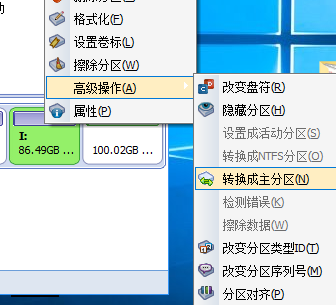 格式化(F)
设置卷标(L)
擦除分区(W)
高级操作(A)
属性(P)
I:
86.49GB ...
100.02GB ...
改变盘符(R)
隐藏分区(H)
设成活动分区(S)
转换成NTFS分区(O)
转换成主分区(N)
检测错误(K)
擦除数据(W)
改变分区类型ID(T)
改变分区序列号(M)
分区对齐(P)